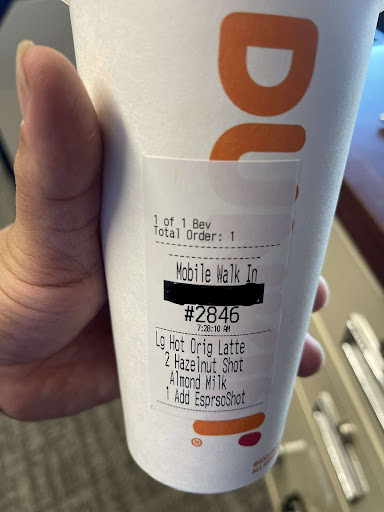 DU
1 of 1 Bev
Total Order: 1
Mobile Walk In
#2846
7:28:10 AM
Lg Hot Orig Latte
2 Hazelnut Shot
Almond Milk
1 Add EsprsoShot
®